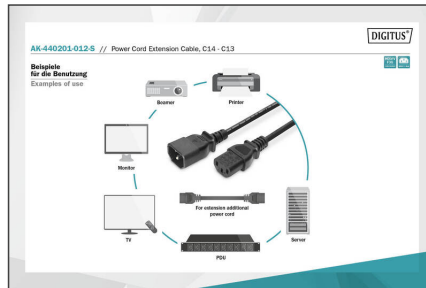 DIGITUS®
AK-440201-012-S // Power Cord Extension Cable, C14 - C13
Beispiele
für die Benutzung
Examples of use
Boomer
Printer
Monitor
For extension additional
power cord
TV
Server
PDU